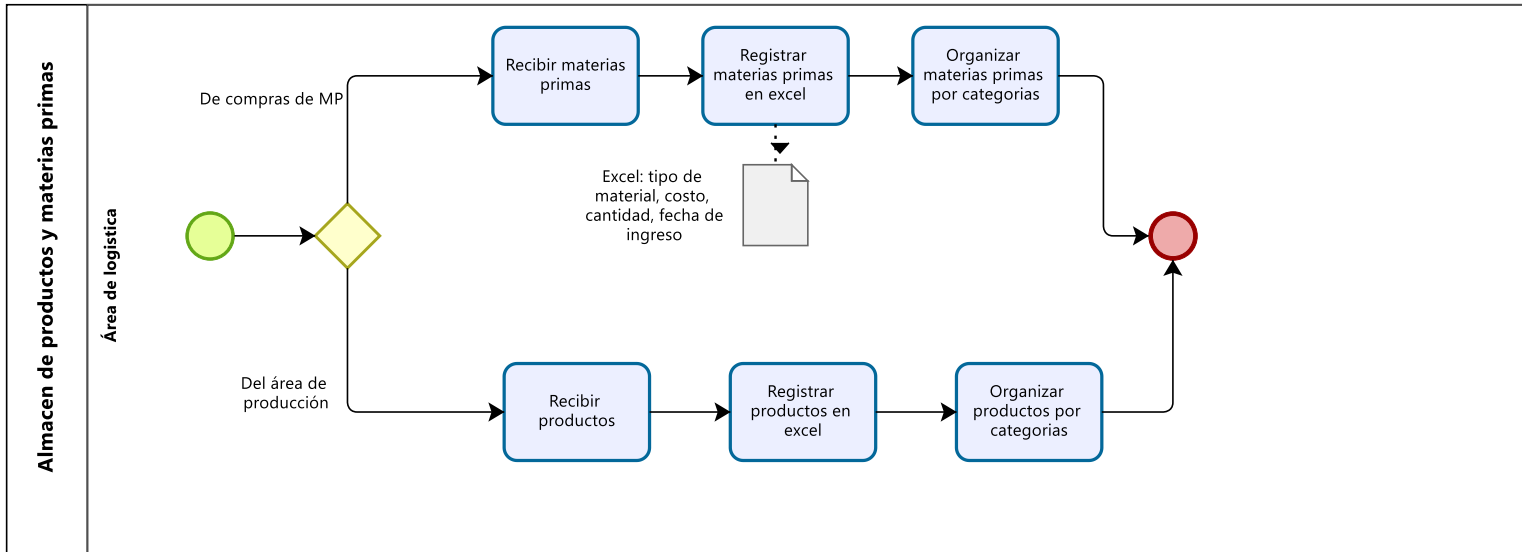 Almacen de productos y materias primas
Área de logistica
De compras de MP
Recibir materias
primas
Registrar
materias primas
en excel
Organizar
materias primas
por categorias
Excel: tipo de
material, costo,
cantidad, fecha de
ingreso
Del área de
producción
Recibir
productos
Registrar
productos en
excel
Organizar
productos por
categorias